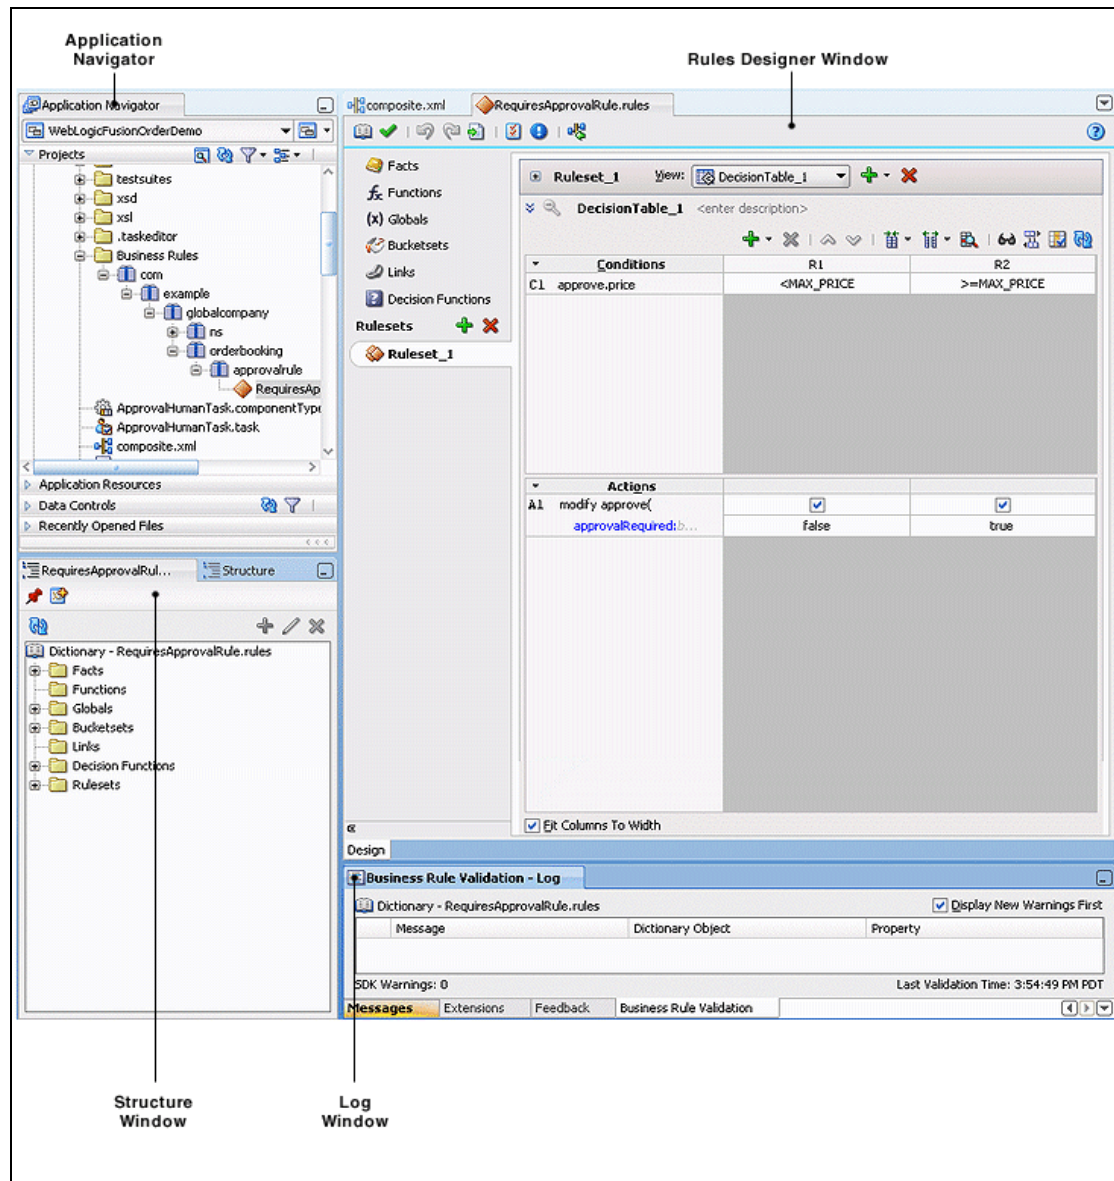 Application
Navigator
Rules Designer Window
Application Navigator
WebLogicFusionOrderDemo
Projects
testsuites
xsd
xsl
.taskeditor
Business Rules
com
example
globalcompany
ns
orderbooking
approvalrule
RequiresAp
ApprovalHumanTask.componentType
ApprovalHumanTask.task
composite.xml
Application Resources
Data Controls
Recently Opened Files
RequiresApprovalRul... Structure
Dictionary - RequiresApprovalRule.rules
Facts
Functions
Globals
Bucketsets
Links
Decision Functions
Rulesets
composite.xml RequiresApprovalRule.rules
Facts
Functions
(x) Globals
Bucketsets
Links
Decision Functions
Rulesets
Ruleset_1
Ruleset_1 View: DecisionTable_1
DecisionTable_1 <enter description>
Conditions R1 R2
C1 approve.price <MAX_PRICE >=MAX_PRICE
Actions
A1 modify approve(
approvalRequired:b... false true
Fit Columns To Width
Design
Business Rule Validation - Log
Dictionary - RequiresApprovalRule.rules Display New Warnings First
Message Dictionary Object Property
SDK Warnings: 0 Last Validation Time: 3:54:49 PM PDT
Messages Extensions Feedback Business Rule Validation
Structure
Window
Log
Window